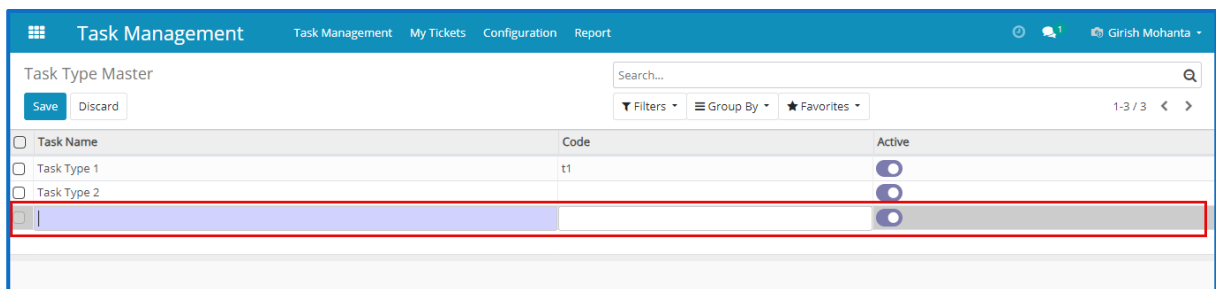 Task Management Task Management My Tickets Configuration Report 1 Girish Mohanta
Task Type Master Search...
Save Discard Filters Group By Favorites 1-3 / 3
Task Name Code Active
Task Type 1 t1
Task Type 2